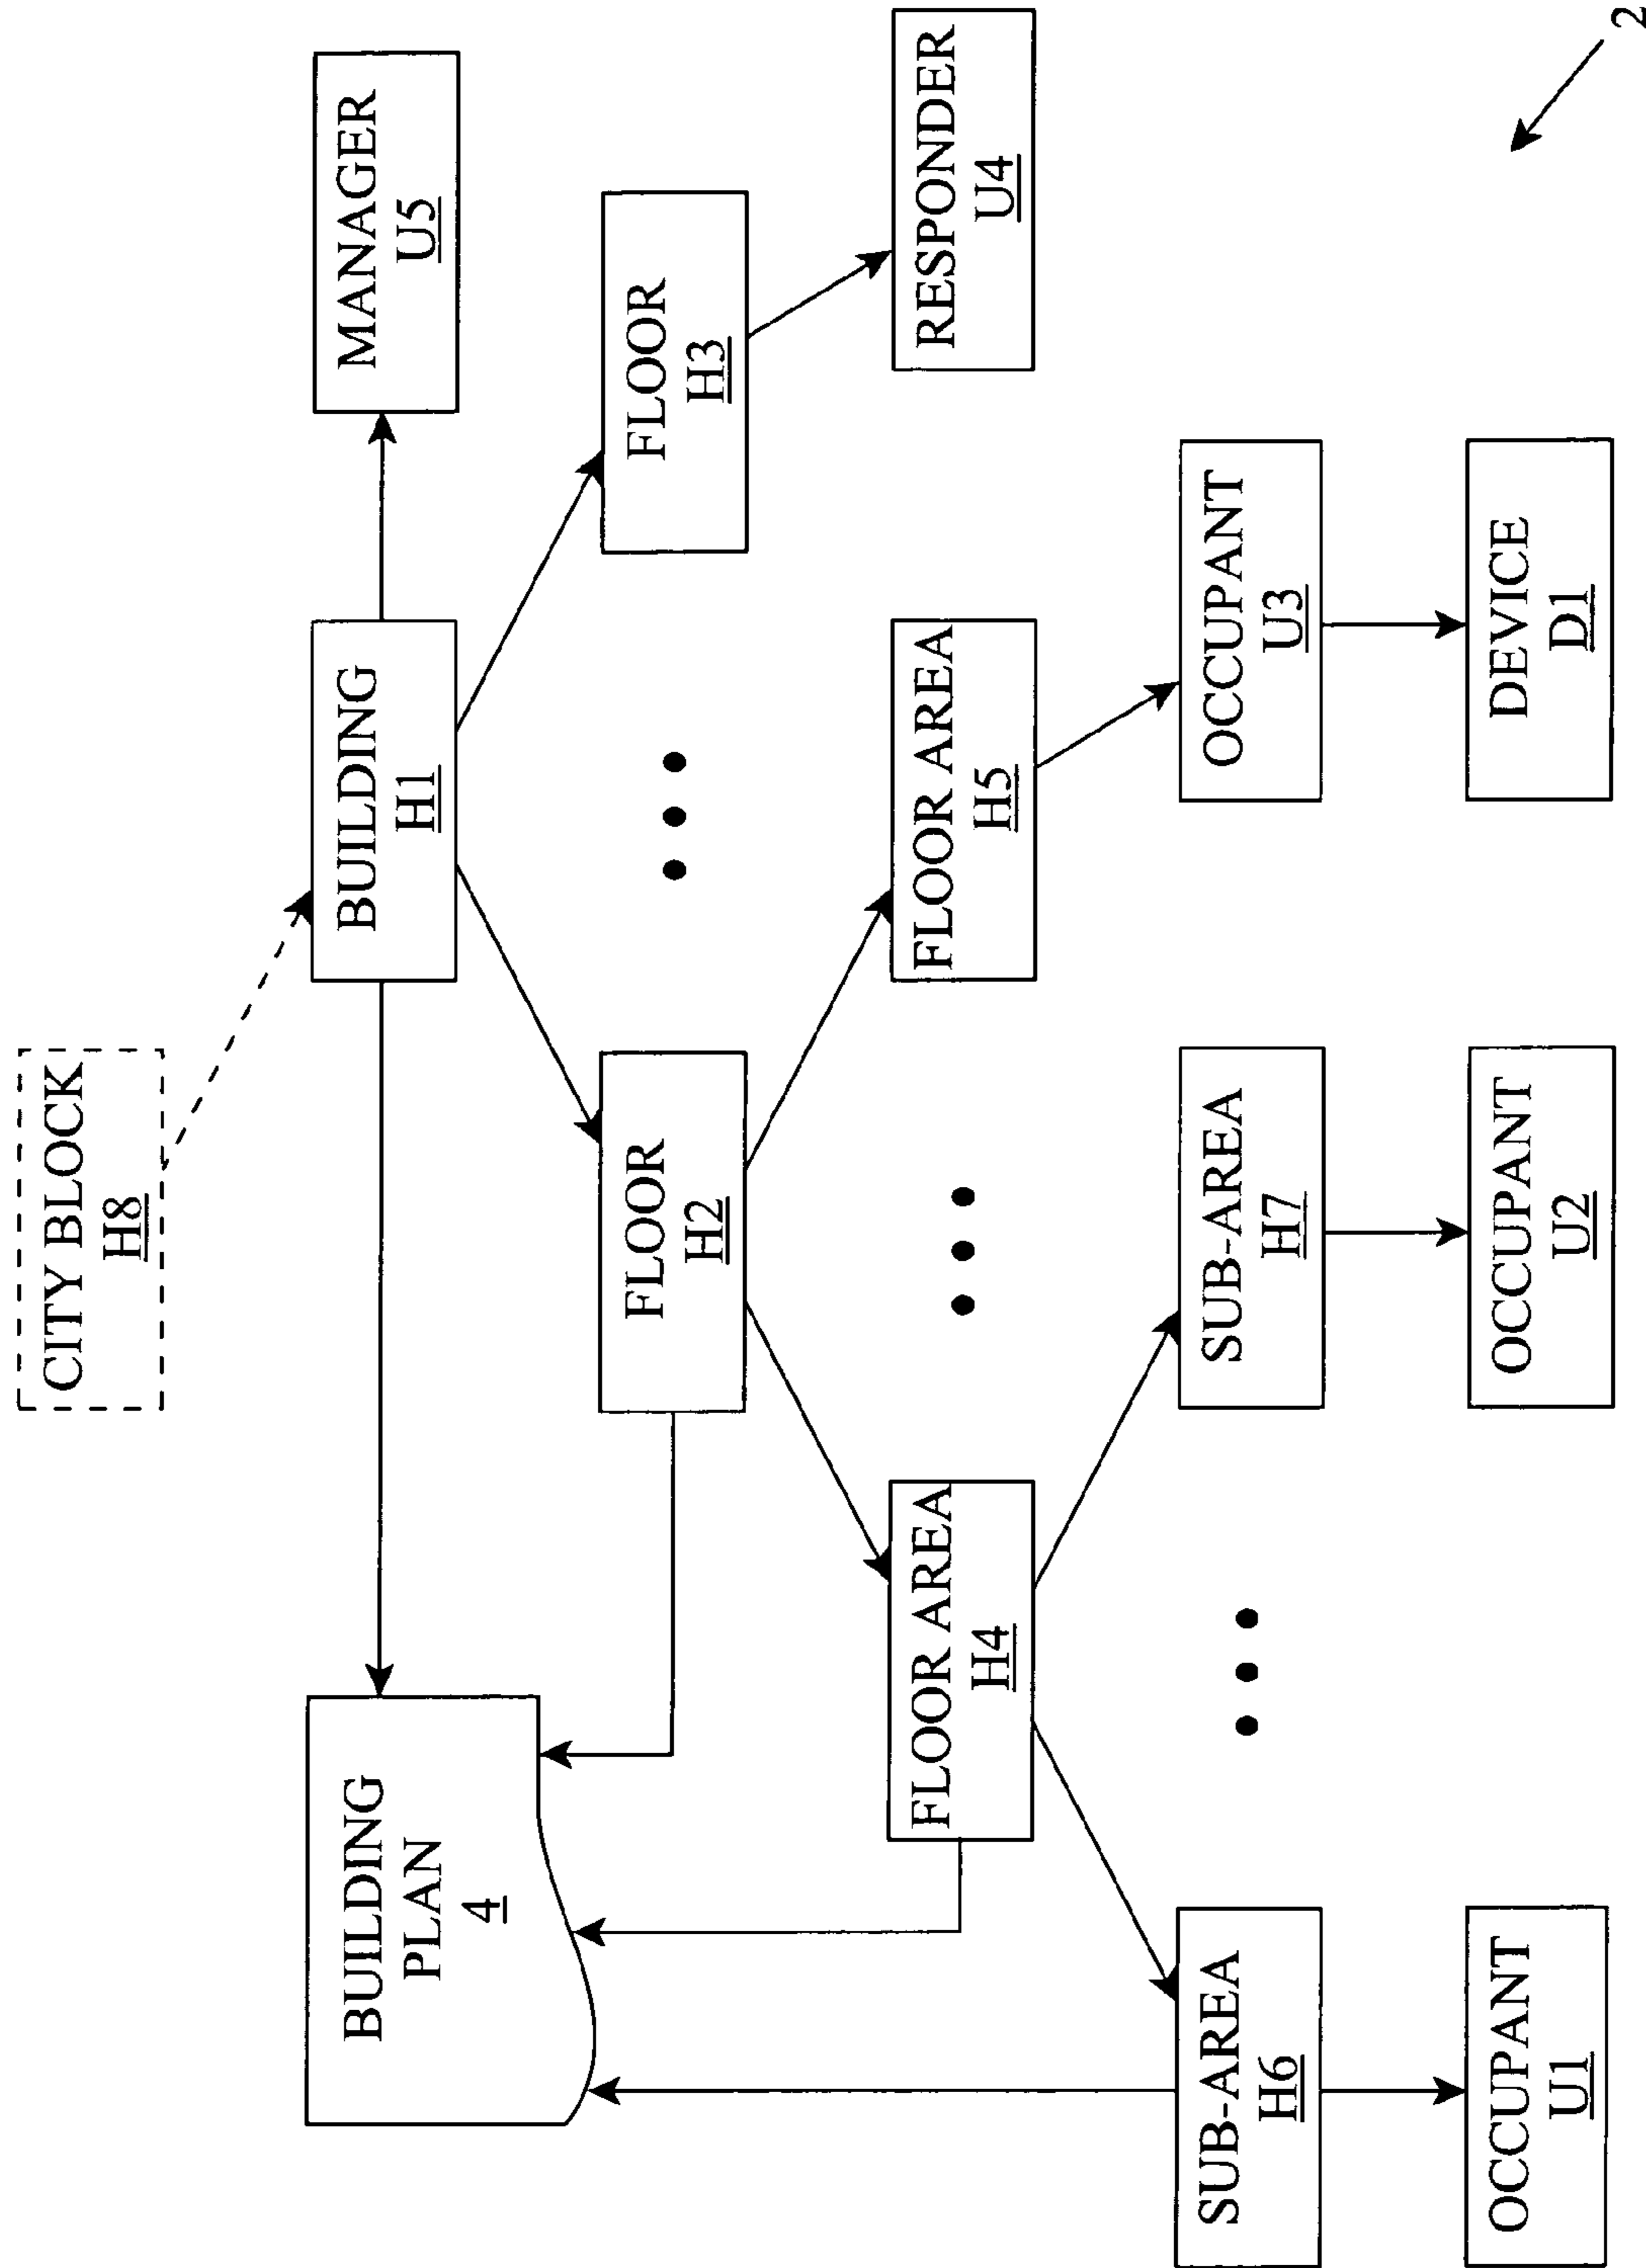 CITY BLOCK
H8
BUILDING
PLAN
4
BUILDING
H1
MANAGER
U5
FLOOR
H2
FLOOR
H3
FLOOR AREA
H4
FLOOR AREA
H5
RESPONDER
U4
SUB-AREA
H6
SUB-AREA
H7
OCCUPANT
U3
OCCUPANT
U1
OCCUPANT
U2
DEVICE
D1
2